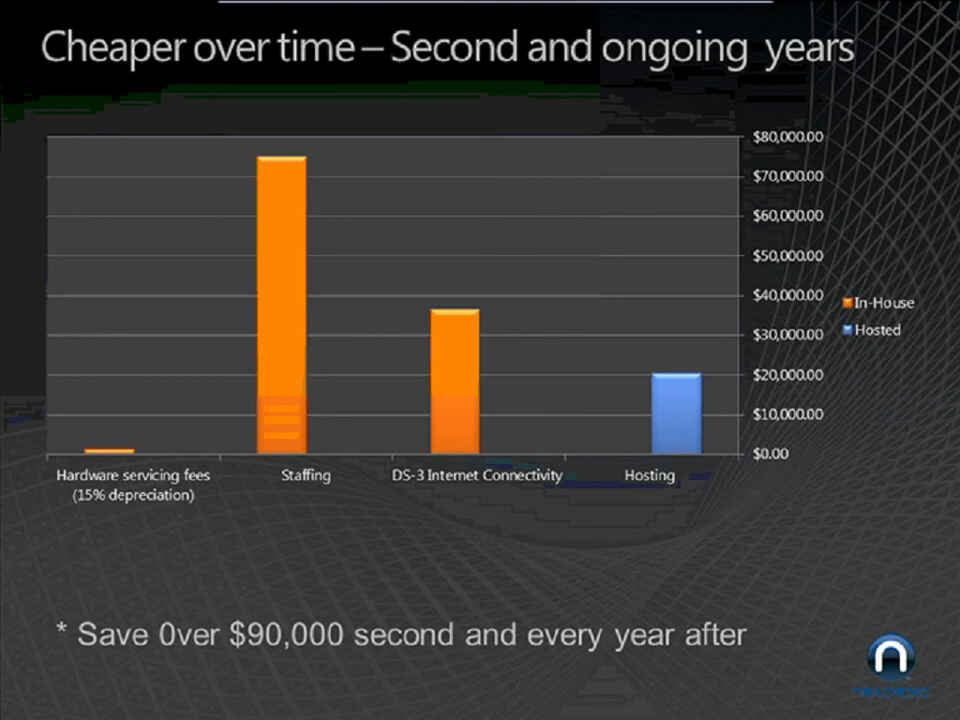 Cheaper over time – Second and ongoing years
$80,000.00
$70,000.00
$60,000.00
$50,000.00
$40,000.00
$30,000.00
$20,000.00
$10,000.00
$0.00
In-House
Hosted
Hardware servicing fees
(15% depreciation)
Staffing
DS-3 Internet Connectivity
Hosting
* Save 0ver $90,000 second and every year after